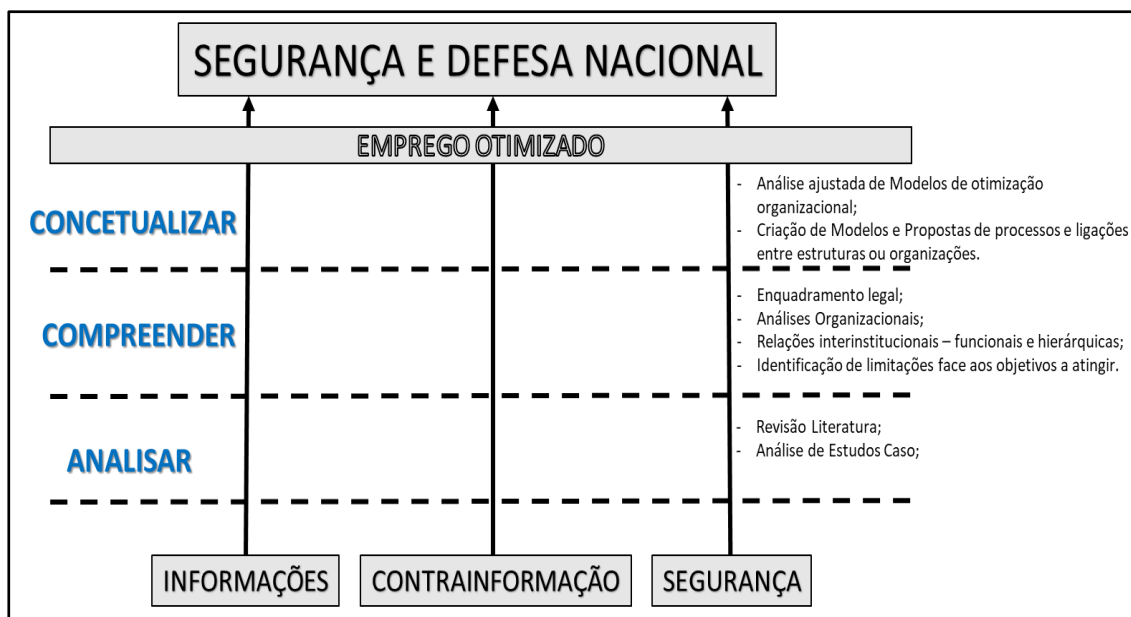 SEGURANÇA E DEFESA NACIONAL
EMPREGO OTIMIZADO
CONCETUALIZAR
- Análise ajustada de Modelos de otimização
organizacional;
- Criação de Modelos e Propostas de processos e ligações
entre estruturas ou organizações.
COMPREENDER
- Enquadramento legal;
- Análises Organizacionais;
- Relações interinstitucionais – funcionais e hierárquicas;
- Identificação de limitações face aos objetivos a atingir.
ANALISAR
- Revisão Literatura;
- Análise de Estudos Caso;
INFORMAÇÕES
CONTRAINFORMAÇÃO
SEGURANÇA